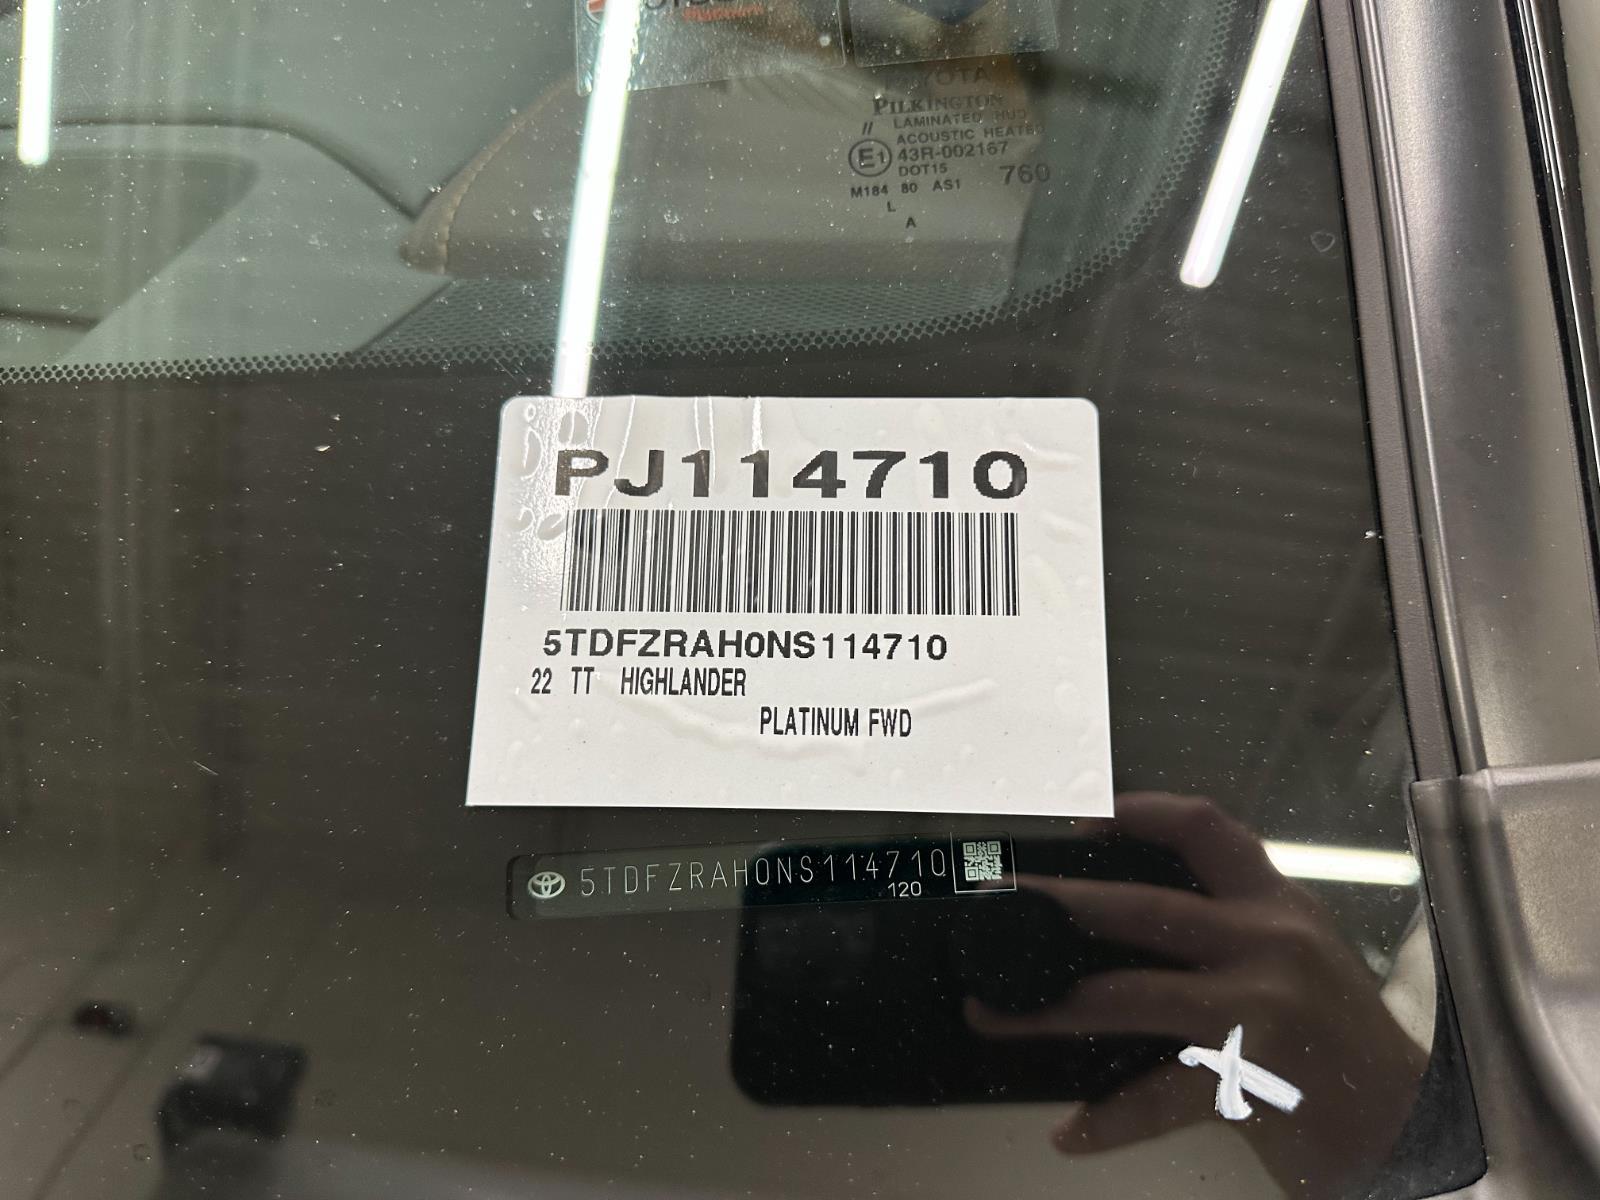 TOYOTA
PILKINGTON
LAMINATED HUD
ACOUSTIC HEATED
E1 43R-002167
DOT15 760
M184 80 AS1
L
A
PJ114710
5TDFZRAH0NS114710
22 TT HIGHLANDER
PLATINUM FWD
5TDFZRAH0NS114710
120
X